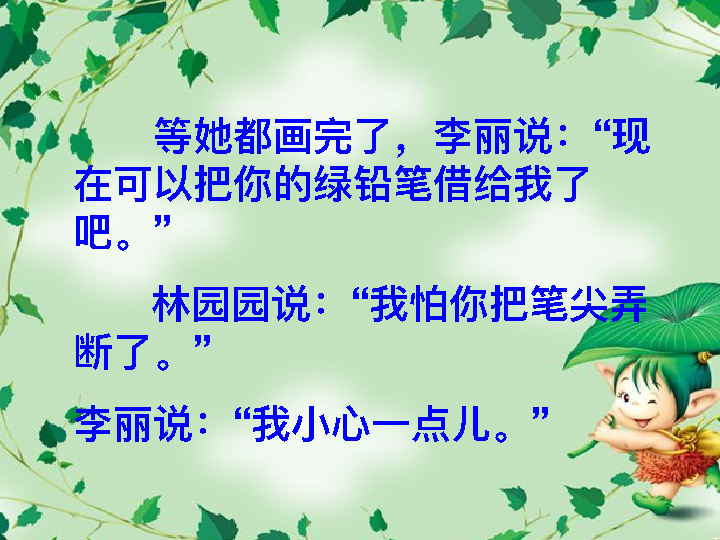 等她都画完了，李丽说：“现
在可以把你的绿铅笔借给我了
吧。”
林园园说：“我怕你把笔尖弄
断了。”
李丽说：“我小心一点儿。”